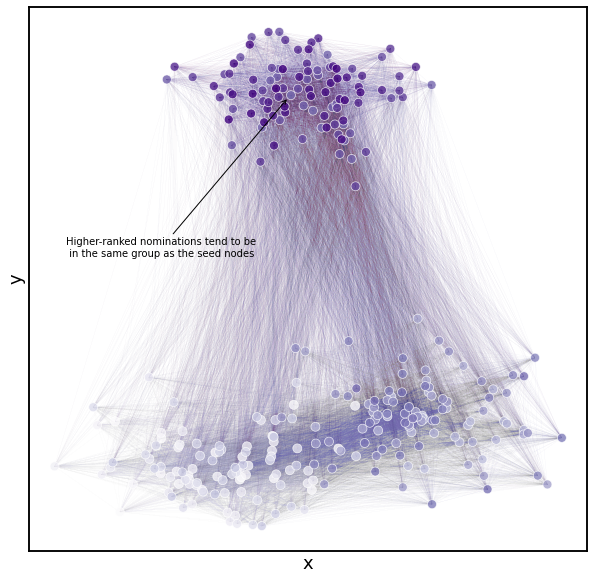 Higher-ranked nominations tend to be
in the same group as the seed nodes
y
x